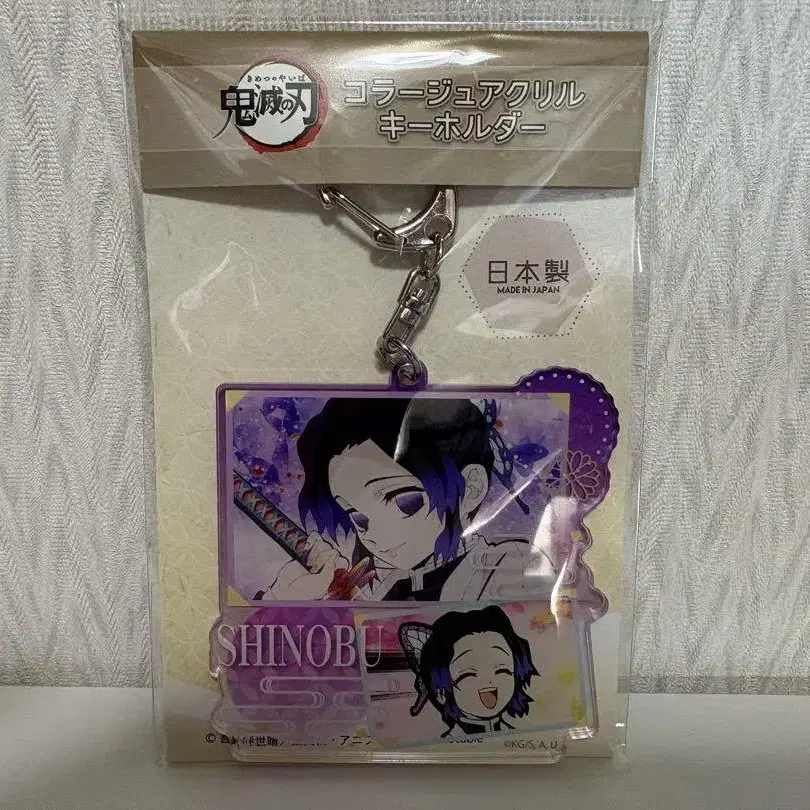 きめつのやいば
鬼滅の刃
コラージュアクリル
キーホルダー
日本製
MADE IN JAPAN
SHINOBU
©KG/S, A, U.